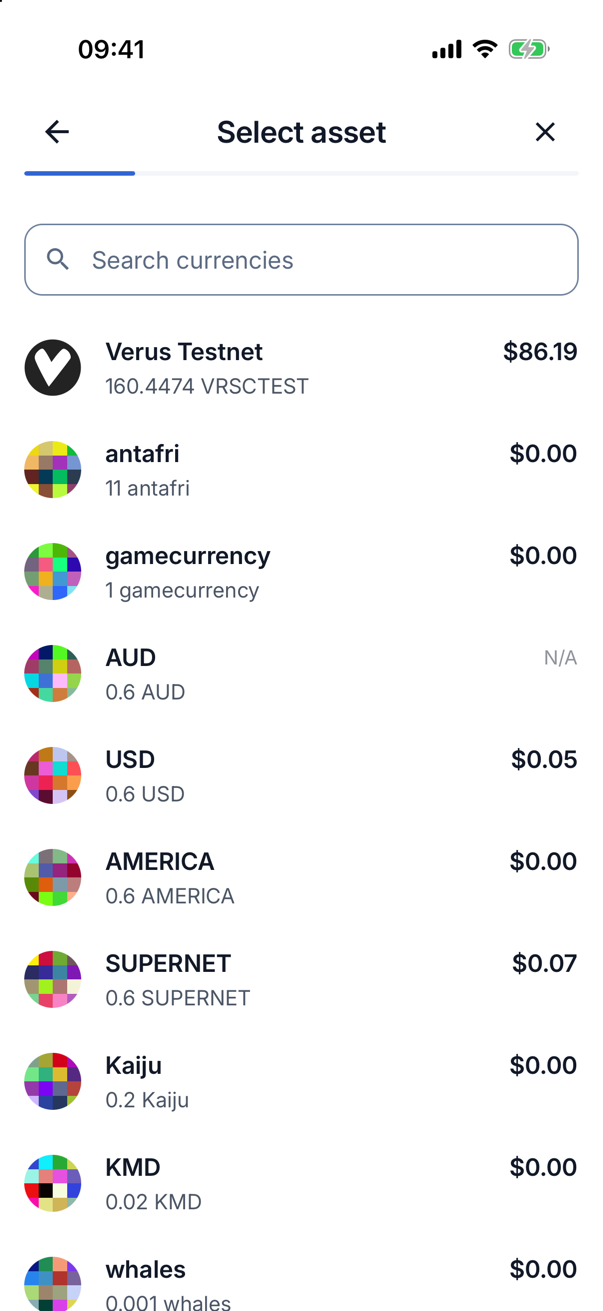 09:41
Select asset
Search currencies
Verus Testnet $86.19
160.4474 VRSCTEST
antafri $0.00
11 antafri
gamecurrency $0.00
1 gamecurrency
AUD N/A
0.6 AUD
USD $0.05
0.6 USD
AMERICA $0.00
0.6 AMERICA
SUPERNET $0.07
0.6 SUPERNET
Kaiju $0.00
0.2 Kaiju
KMD $0.00
0.02 KMD
whales $0.00
0.001 whales